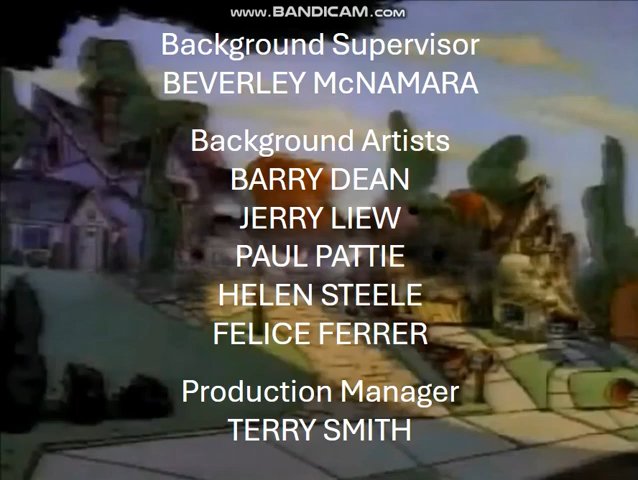 www.BANDICAM.com
Background Supervisor
BEVERLEY McNAMARA
Background Artists
BARRY DEAN
JERRY LIEW
PAUL PATTIE
HELEN STEELE
FELICE FERRER
Production Manager
TERRY SMITH